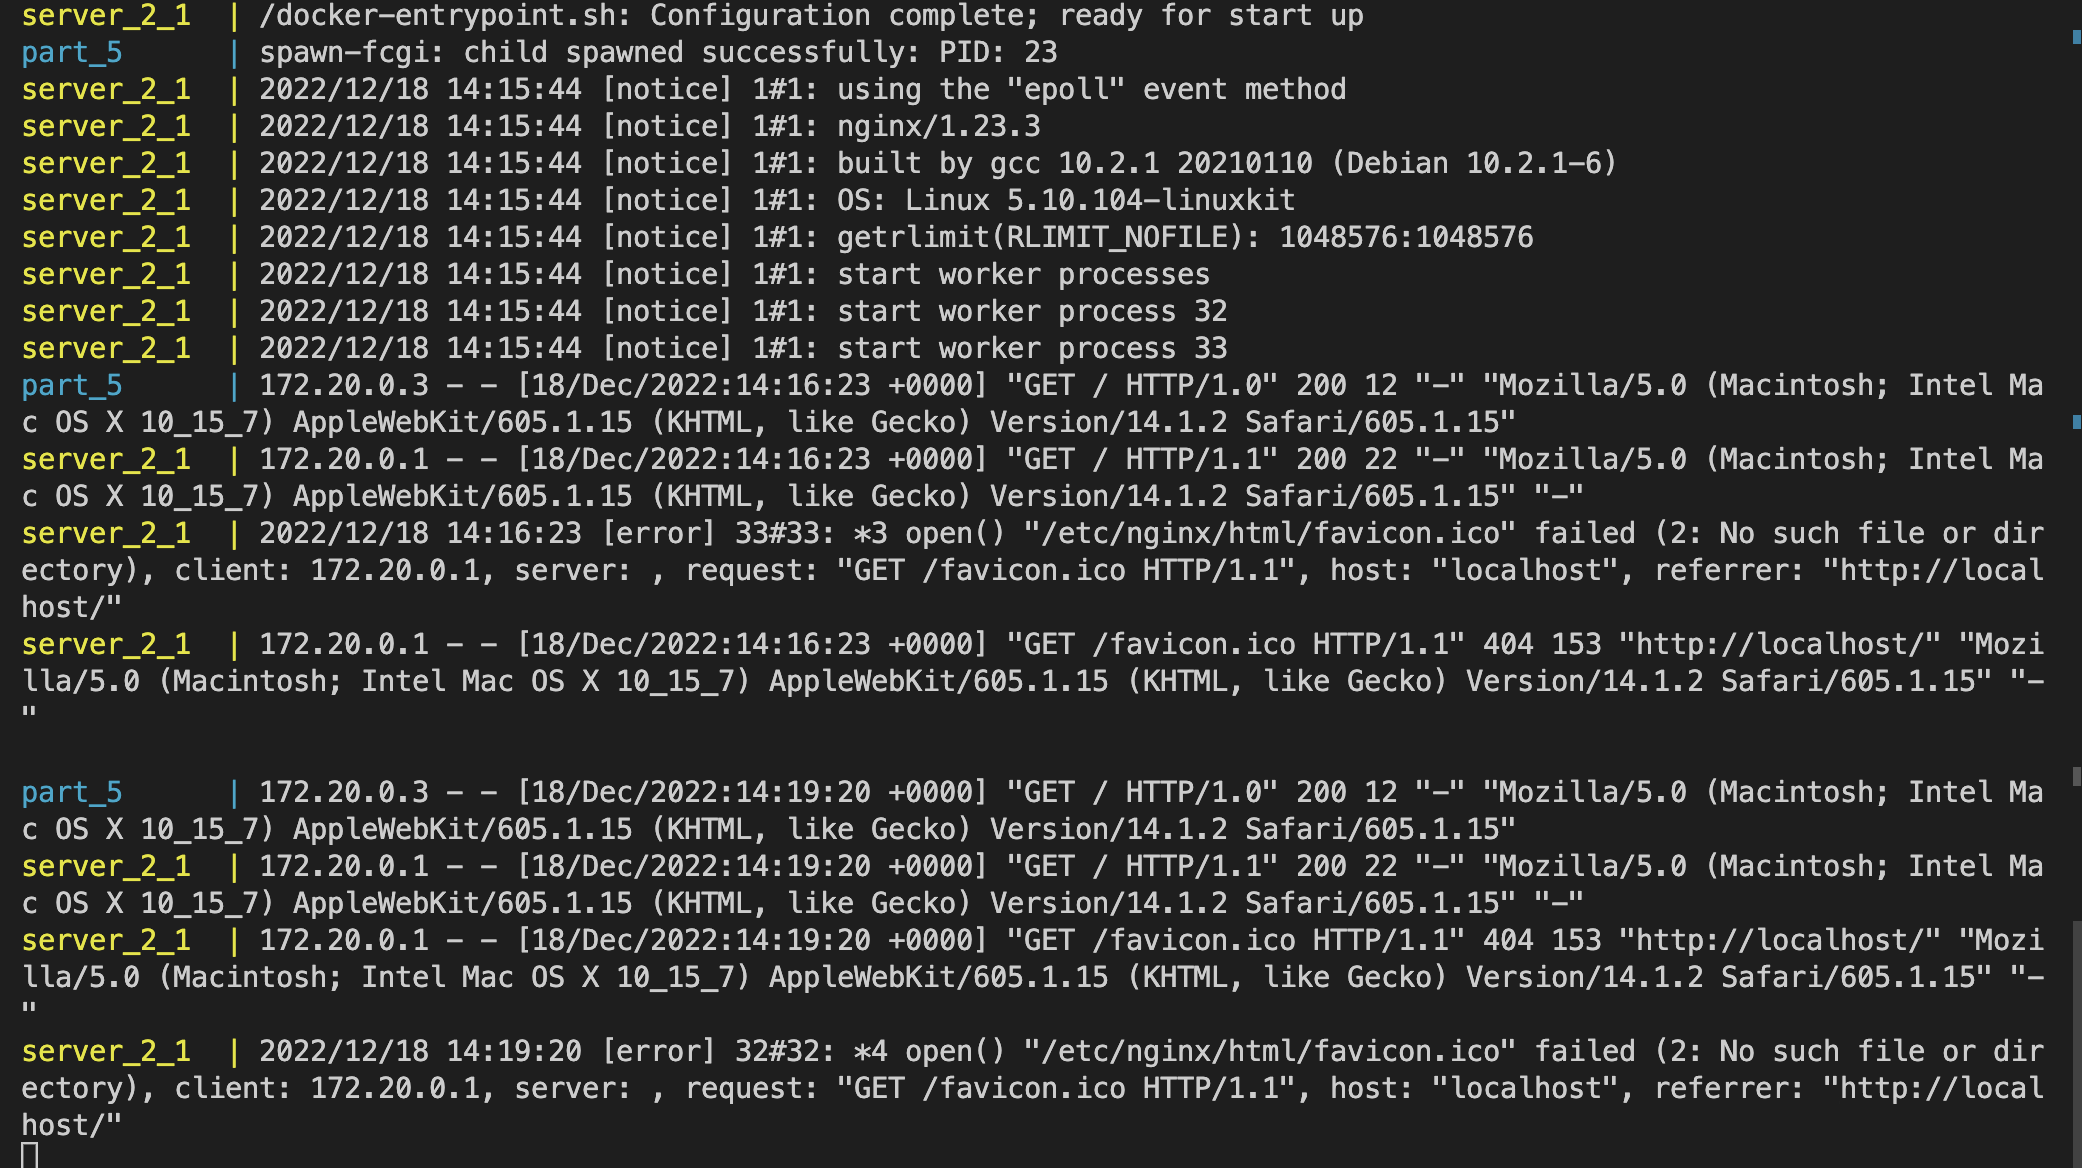 server_2_1  | /docker-entrypoint.sh: Configuration complete; ready for start up
part_5      | spawn-fcgi: child spawned successfully: PID: 23
server_2_1  | 2022/12/18 14:15:44 [notice] 1#1: using the "epoll" event method
server_2_1  | 2022/12/18 14:15:44 [notice] 1#1: nginx/1.23.3
server_2_1  | 2022/12/18 14:15:44 [notice] 1#1: built by gcc 10.2.1 20210110 (Debian 10.2.1-6)
server_2_1  | 2022/12/18 14:15:44 [notice] 1#1: OS: Linux 5.10.104-linuxkit
server_2_1  | 2022/12/18 14:15:44 [notice] 1#1: getrlimit(RLIMIT_NOFILE): 1048576:1048576
server_2_1  | 2022/12/18 14:15:44 [notice] 1#1: start worker processes
server_2_1  | 2022/12/18 14:15:44 [notice] 1#1: start worker process 32
server_2_1  | 2022/12/18 14:15:44 [notice] 1#1: start worker process 33
part_5      | 172.20.0.3 - - [18/Dec/2022:14:16:23 +0000] "GET / HTTP/1.0" 200 12 "-" "Mozilla/5.0 (Macintosh; Intel Ma
c OS X 10_15_7) AppleWebKit/605.1.15 (KHTML, like Gecko) Version/14.1.2 Safari/605.1.15"
server_2_1  | 172.20.0.1 - - [18/Dec/2022:14:16:23 +0000] "GET / HTTP/1.1" 200 22 "-" "Mozilla/5.0 (Macintosh; Intel Ma
c OS X 10_15_7) AppleWebKit/605.1.15 (KHTML, like Gecko) Version/14.1.2 Safari/605.1.15" "-"
server_2_1  | 2022/12/18 14:16:23 [error] 33#33: *3 open() "/etc/nginx/html/favicon.ico" failed (2: No such file or dir
ectory), client: 172.20.0.1, server: , request: "GET /favicon.ico HTTP/1.1", host: "localhost", referrer: "http://local
host/"
server_2_1  | 172.20.0.1 - - [18/Dec/2022:14:16:23 +0000] "GET /favicon.ico HTTP/1.1" 404 153 "http://localhost/" "Mozi
lla/5.0 (Macintosh; Intel Mac OS X 10_15_7) AppleWebKit/605.1.15 (KHTML, like Gecko) Version/14.1.2 Safari/605.1.15" "-
"
part_5      | 172.20.0.3 - - [18/Dec/2022:14:19:20 +0000] "GET / HTTP/1.0" 200 12 "-" "Mozilla/5.0 (Macintosh; Intel Ma
c OS X 10_15_7) AppleWebKit/605.1.15 (KHTML, like Gecko) Version/14.1.2 Safari/605.1.15"
server_2_1  | 172.20.0.1 - - [18/Dec/2022:14:19:20 +0000] "GET / HTTP/1.1" 200 22 "-" "Mozilla/5.0 (Macintosh; Intel Ma
c OS X 10_15_7) AppleWebKit/605.1.15 (KHTML, like Gecko) Version/14.1.2 Safari/605.1.15" "-"
server_2_1  | 172.20.0.1 - - [18/Dec/2022:14:19:20 +0000] "GET /favicon.ico HTTP/1.1" 404 153 "http://localhost/" "Mozi
lla/5.0 (Macintosh; Intel Mac OS X 10_15_7) AppleWebKit/605.1.15 (KHTML, like Gecko) Version/14.1.2 Safari/605.1.15" "-
"
server_2_1  | 2022/12/18 14:19:20 [error] 32#32: *4 open() "/etc/nginx/html/favicon.ico" failed (2: No such file or dir
ectory), client: 172.20.0.1, server: , request: "GET /favicon.ico HTTP/1.1", host: "localhost", referrer: "http://local
host/"